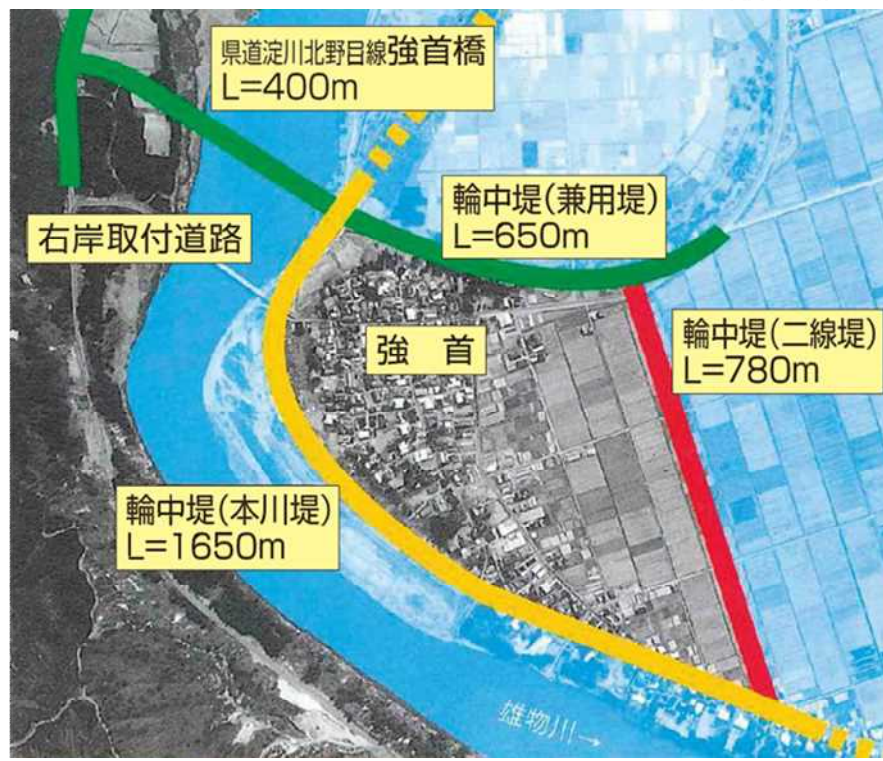 県道淀川北野目線強首橋
L=400m
輪中堤(兼用堤)
L=650m
右岸取付道路
強　首
輪中堤(二線堤)
L=780m
輪中堤(本川堤)
L=1650m
雄物川→